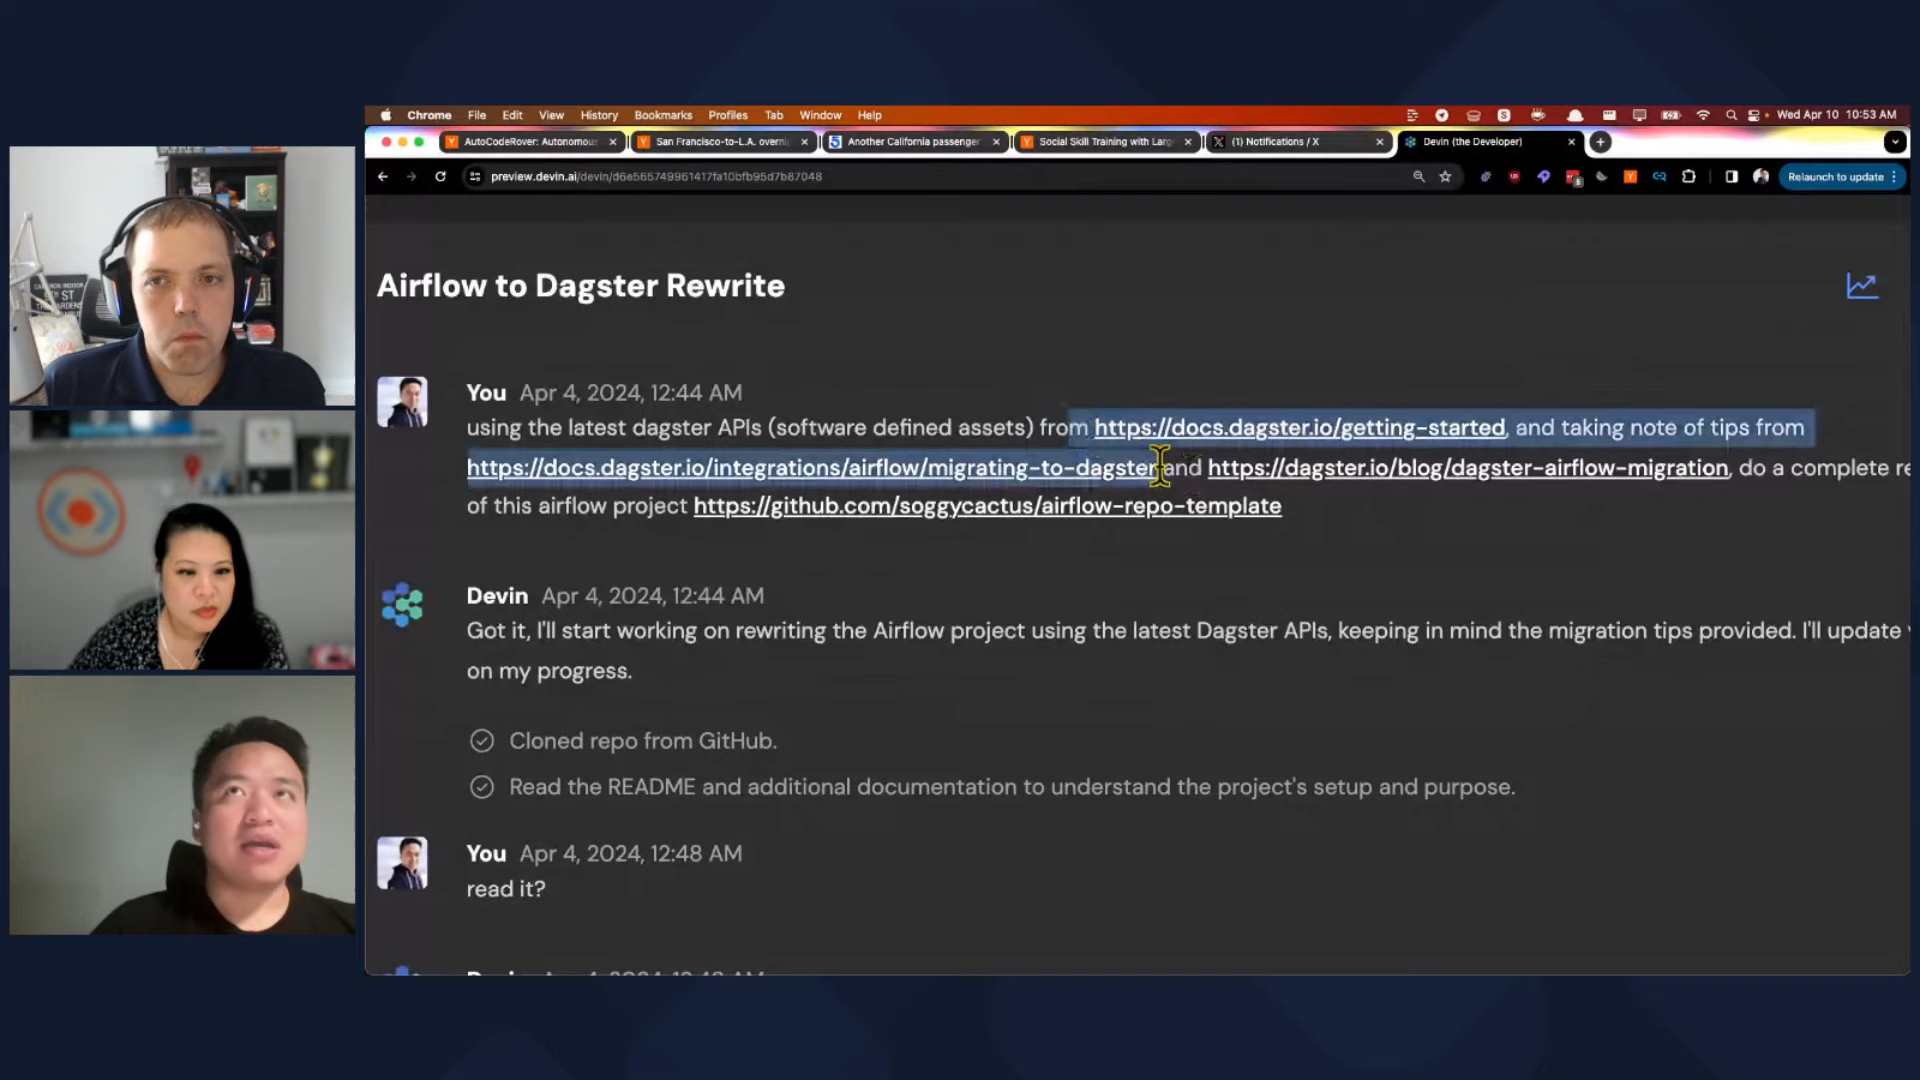 Chrome File Edit View History Bookmarks Profiles Tab Window Help Wed Apr 10 10:53 AM
AutoCodeRover: Autonomous San Francisco-to-L.A. overni Another California passenger Social Skill Training with Larg (1) Notifications / X Devin (the Developer)
preview.devin.ai/devin/d6e565749961417fa10bfb95d7b87048 Relaunch to update
Airflow to Dagster Rewrite
You Apr 4, 2024, 12:44 AM
using the latest dagster APIs (software defined assets) from https://docs.dagster.io/getting-started, and taking note of tips from
https://docs.dagster.io/integrations/airflow/migrating-to-dagster and https://dagster.io/blog/dagster-airflow-migration, do a complete re
of this airflow project https://github.com/soggycactus/airflow-repo-template
Devin Apr 4, 2024, 12:44 AM
Got it, I'll start working on rewriting the Airflow project using the latest Dagster APIs, keeping in mind the migration tips provided. I'll update
on my progress.
Cloned repo from GitHub.
Read the README and additional documentation to understand the project's setup and purpose.
You Apr 4, 2024, 12:48 AM
read it?